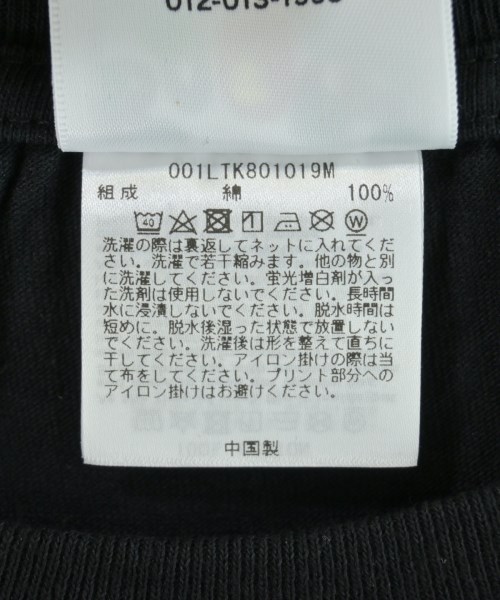 001LTK801019M
組成 綿 100%
40
W
洗濯の際は裏返してネットに入れてくだ
さい。洗濯で若干縮みます。他の物と別
に洗濯してください。蛍光増白剤が入っ
た洗剤は使用しないでください。長時間
水に浸漬しないでください。脱水時間は
短めに。脱水後湿った状態で放置しない
でください。洗濯後は形を整えて直ちに
干してください。アイロン掛けの際は当
て布をしてください。プリント部分への
アイロン掛けはお避けください。
中国製